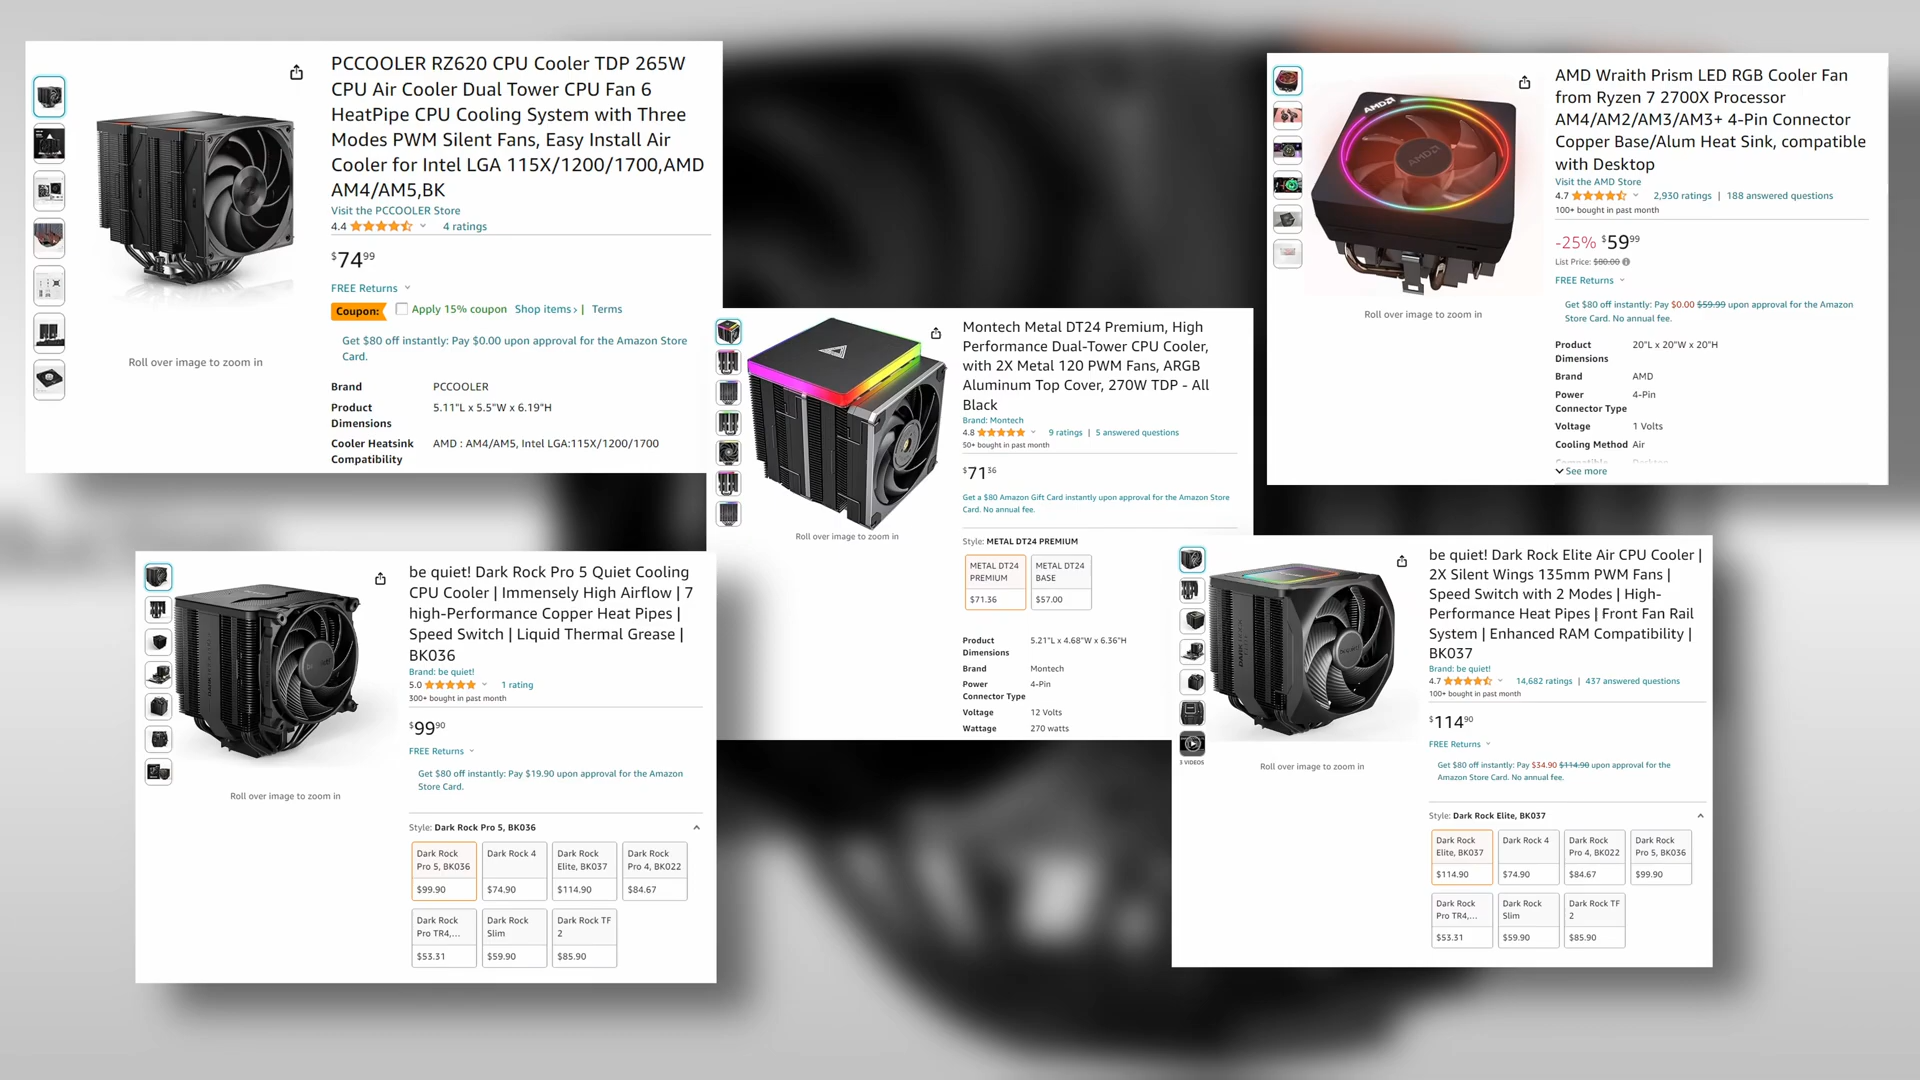 PCCOOLER RZ620 CPU Cooler TDP 265W
CPU Air Cooler Dual Tower CPU Fan 6
HeatPipe CPU Cooling System with Three
Modes PWM Silent Fans, Easy Install Air
Cooler for Intel LGA 115X/1200/1700,AMD
AM4/AM5,BK
Visit the PCCOOLER Store
4.4 4 ratings
$74.99
FREE Returns
Coupon: Apply 15% coupon Shop items > | Terms
Get $80 off instantly: Pay $0.00 upon approval for the Amazon Store
Card.
Brand PCCOOLER
Product 5.11"L x 5.5"W x 6.19"H
Dimensions
Cooler Heatsink AMD : AM4/AM5, Intel LGA:115X/1200/1700
Compatibility
Roll over image to zoom in
AMD Wraith Prism LED RGB Cooler Fan
from Ryzen 7 2700X Processor
AM4/AM2/AM3/AM3+ 4-Pin Connector
Copper Base/Alum Heat Sink, compatible
with Desktop
Visit the AMD Store
4.7 2,930 ratings | 188 answered questions
100+ bought in past month
-25% $59.99
List Price: $80.00
FREE Returns
Get $80 off instantly: Pay $0.00 $59.99 upon approval for the Amazon
Store Card. No annual fee.
Product 20"L x 20"W x 20"H
Dimensions
Brand AMD
Power 4-Pin
Connector Type
Voltage 1 Volts
Cooling Method Air
See more
Roll over image to zoom in
AMD
AMD
Montech Metal DT24 Premium, High
Performance Dual-Tower CPU Cooler,
with 2X Metal 120 PWM Fans, ARGB
Aluminum Top Cover, 270W TDP - All
Black
Brand: Montech
4.8 9 ratings | 5 answered questions
50+ bought in past month
$71.36
Get a $80 Amazon Gift Card instantly upon approval for the Amazon Store
Card. No annual fee.
Style: METAL DT24 PREMIUM
METAL DT24 METAL DT24
PREMIUM BASE
$71.36 $57.00
Product 5.21"L x 4.68"W x 6.36"H
Dimensions
Brand Montech
Power 4-Pin
Connector Type
Voltage 12 Volts
Wattage 270 watts
Roll over image to zoom in
be quiet! Dark Rock Pro 5 Quiet Cooling
CPU Cooler | Immensely High Airflow | 7
high-Performance Copper Heat Pipes |
Speed Switch | Liquid Thermal Grease |
BK036
Brand: be quiet!
5.0 1 rating
300+ bought in past month
$99.90
FREE Returns
Get $80 off instantly: Pay $19.90 upon approval for the Amazon
Store Card.
Style: Dark Rock Pro 5, BK036
Dark Rock Dark Rock 4 Dark Rock Dark Rock
Pro 5, BK036 Elite, BK037 Pro 4, BK022
$99.90 $74.90 $114.90 $84.67
Dark Rock Dark Rock Dark Rock TF
Pro TR4,... Slim 2
$53.31 $59.90 $85.90
Roll over image to zoom in
be quiet! Dark Rock Elite Air CPU Cooler |
2X Silent Wings 135mm PWM Fans |
Speed Switch with 2 Modes | High-
Performance Heat Pipes | Front Fan Rail
System | Enhanced RAM Compatibility |
BK037
Brand: be quiet!
4.7 14,682 ratings | 437 answered questions
100+ bought in past month
$114.90
FREE Returns
Get $80 off instantly: Pay $34.90 $114.90 upon approval for the
Amazon Store Card. No annual fee.
Style: Dark Rock Elite, BK037
Dark Rock Dark Rock 4 Dark Rock Dark Rock
Elite, BK037 Pro 4, BK022 Pro 5, BK036
$114.90 $74.90 $84.67 $99.90
Dark Rock Dark Rock Dark Rock TF
Pro TR4,... Slim 2
$53.31 $59.90 $85.90
3 VIDEOS
Roll over image to zoom in